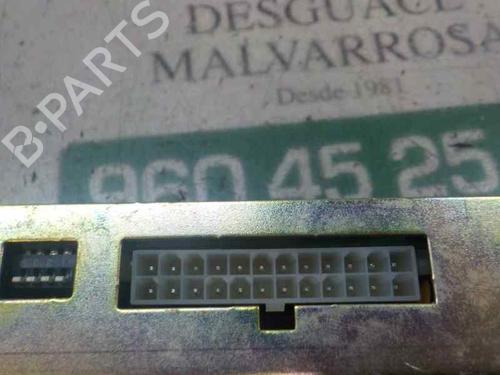 DESGUACE
MALVARROSA
Desde 1981
960 45 25
B-PARTS